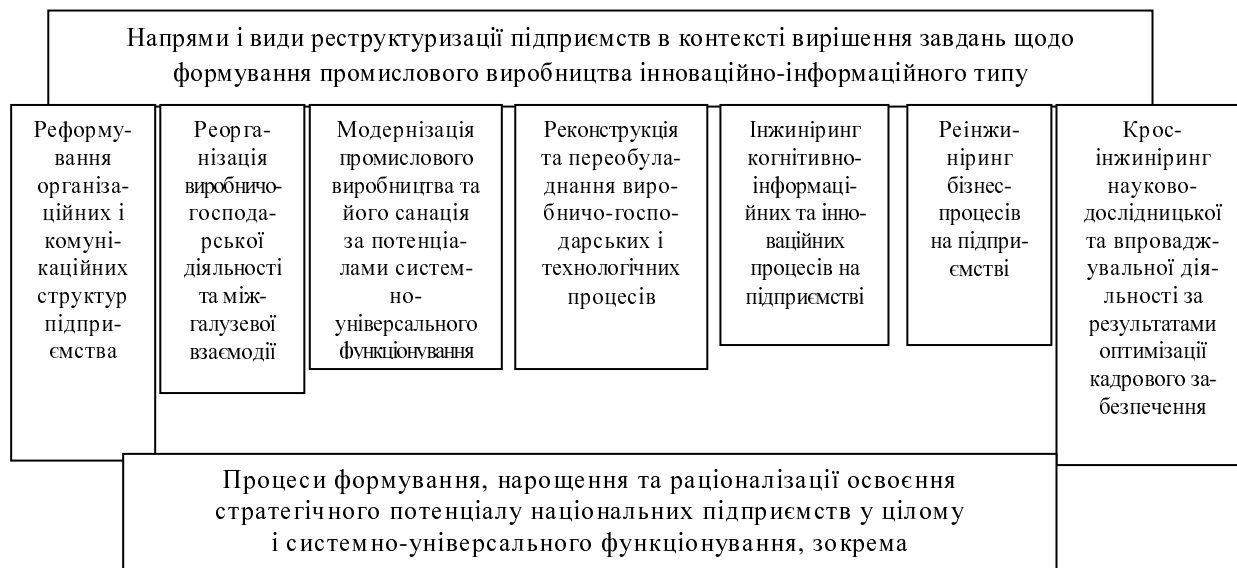 Напрями і види реструктуризації підприємств в контексті вирішення завдань щодо
формування промислового виробництва інноваційно-інформаційного типу
Реформу-
вання
організа-
ційних і
комуні-
каційних
структур
підпри-
ємства
Реорга-
нізація
виробничо-
господа-
рської
діяльності
та між-
галузевої
взаємодії
Модернізація
промислового
виробництва та
його санація
за потенціа-
лами систем-
но-
універсального
функціонування
Реконструкція
та переобула-
днання виро-
бничо-госпо-
дарських і
технологічних
процесів
Інжиніринг
когнітивно-
інформаці-
йних та інно-
ваційних
процесів на
підприємстві
Реінжи-
ніринг
бізнес-
процесів
на підпри-
ємстві
Крос-
інжиніринг
науково-
дослідницької
та впровадж-
увальної дія-
льності за
результатами
оптимізації
кадрового за-
безпечення
Процеси формування, нарощення та раціоналізації освоєння
стратегічного потенціалу національних підприємств у цілому
і системно-універсального функціонування, зокрема